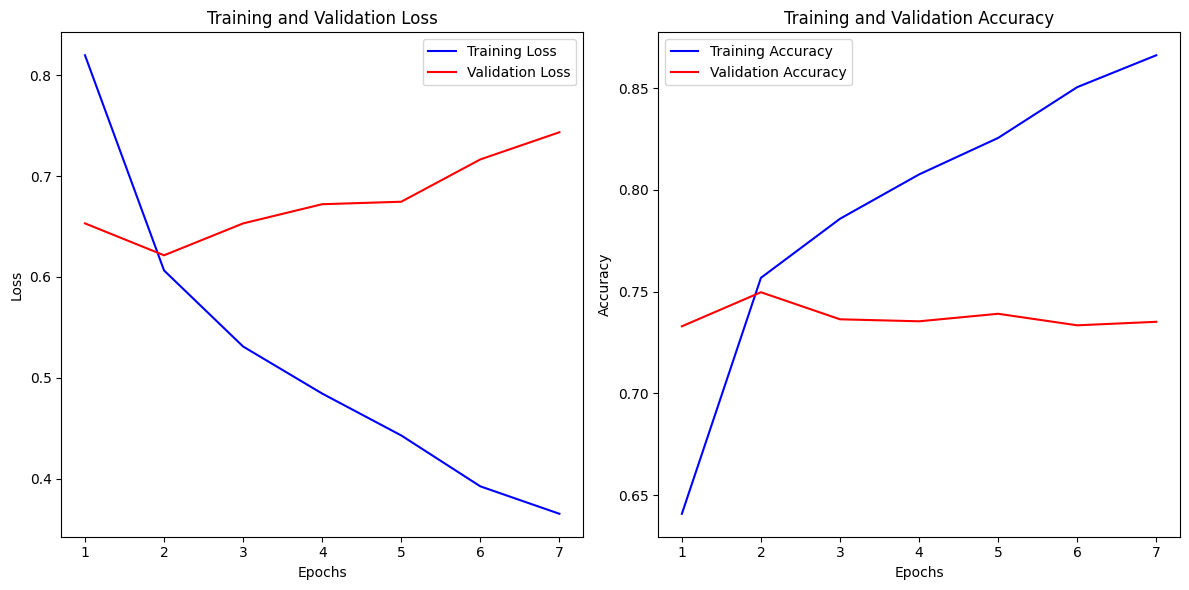 Training and Validation Loss
Training Loss
Validation Loss
0.8
0.7
0.6
0.5
0.4
Loss
1 2 3 4 5 6 7
Epochs
Training and Validation Accuracy
Training Accuracy
Validation Accuracy
0.85
0.80
0.75
0.70
0.65
Accuracy
1 2 3 4 5 6 7
Epochs